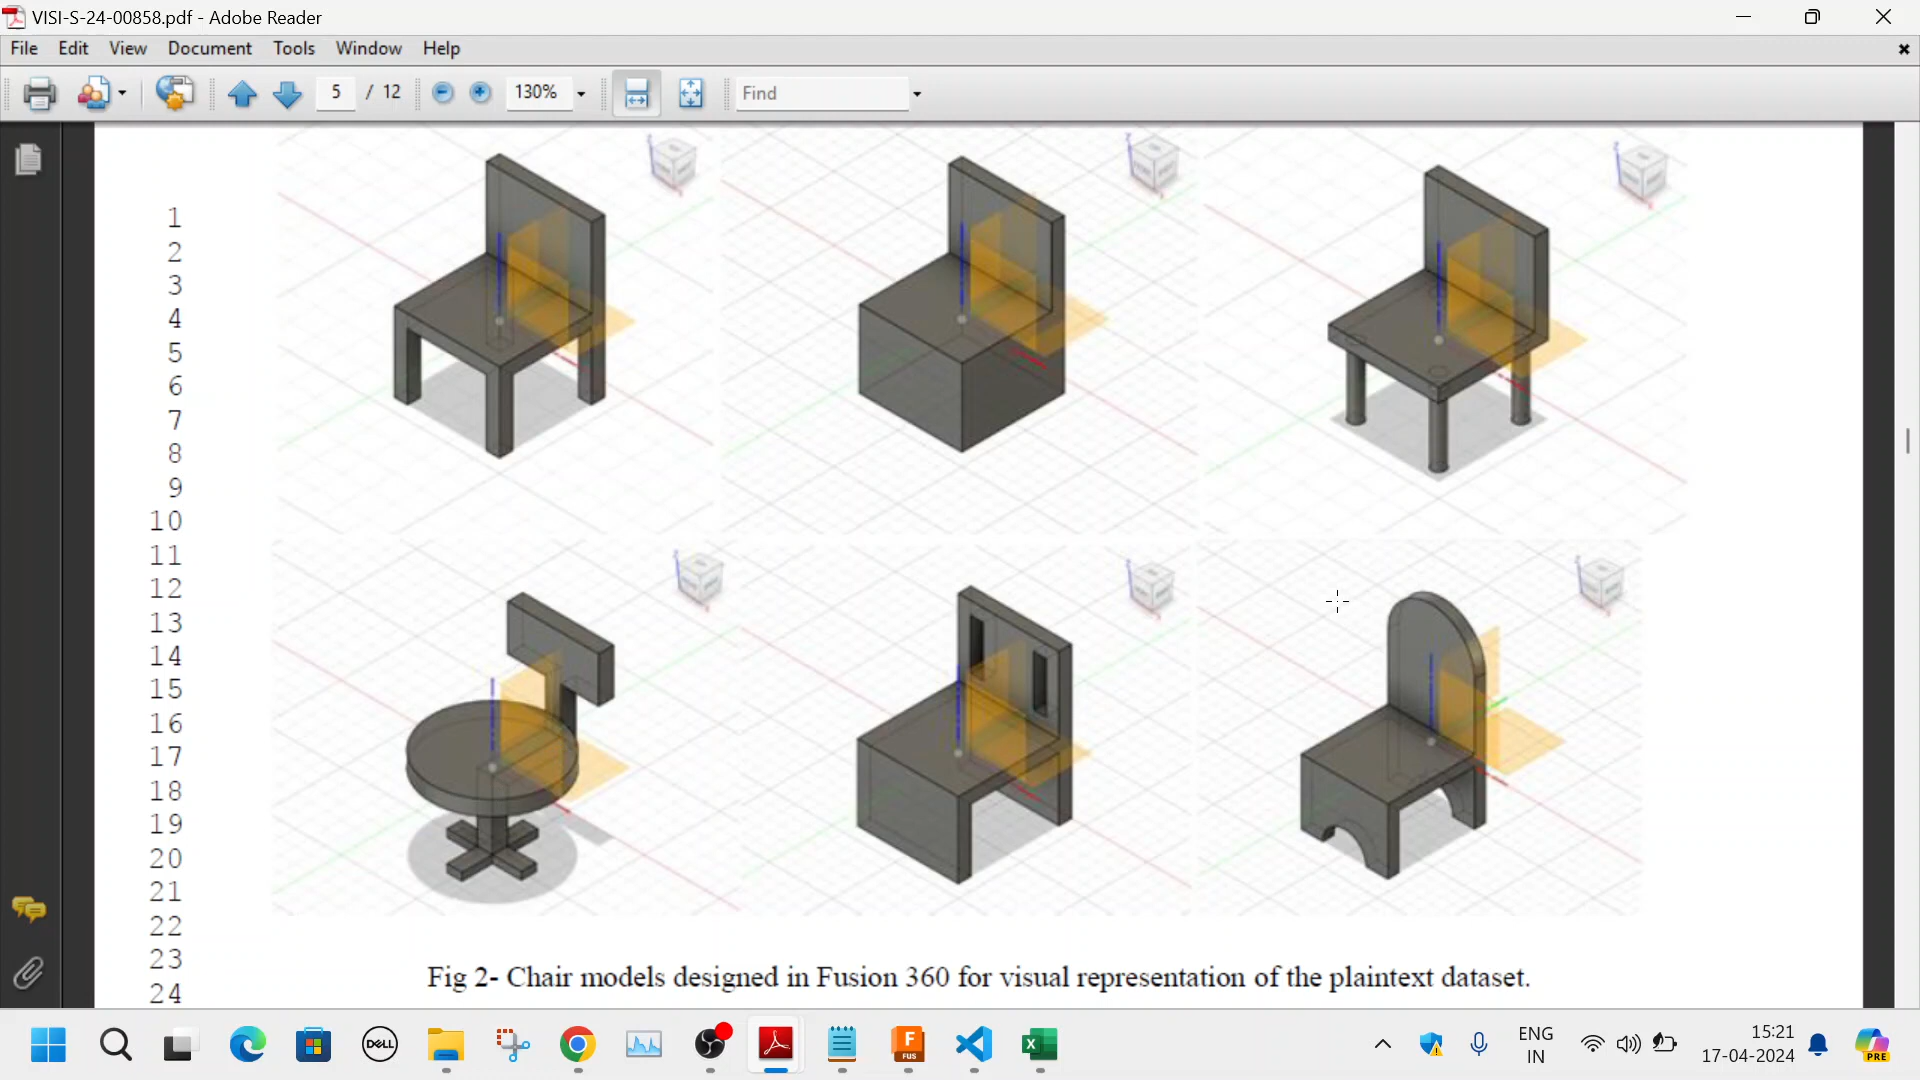 VISI-S-24-00858.pdf - Adobe Reader
File Edit View Document Tools Window Help
5 / 12 130% Find
1
2
3
4
5
6
7
8
9
10
11
12
13
14
15
16
17
18
19
20
21
22
23
24
Fig 2- Chair models designed in Fusion 360 for visual representation of the plaintext dataset.
DELL
F
FUS
ENG
IN
15:21
17-04-2024
PRE